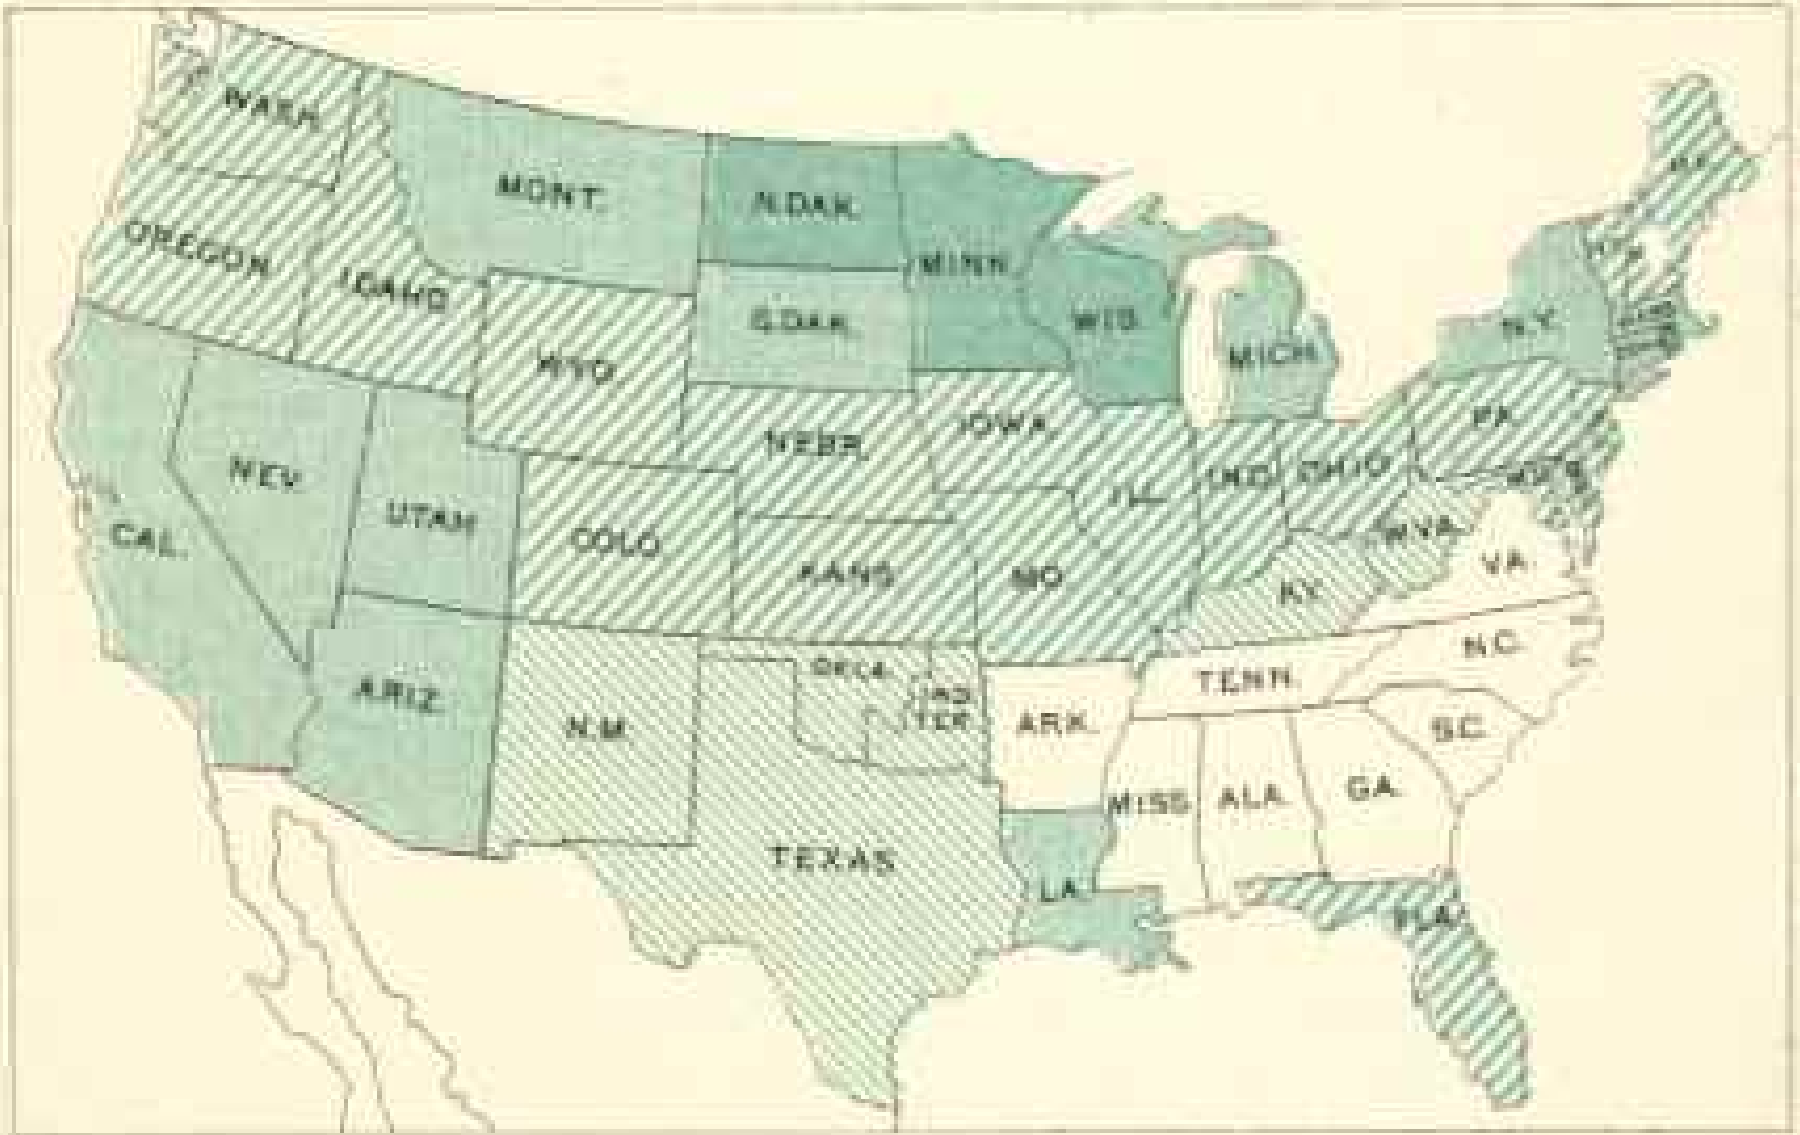 WASH.
MONT.
N.DAK.
MINN.
OREGON
IDAHO
S.DAK.
WIS.
MICH.
N.Y.
WYO.
NEBR.
IOWA
PA.
NEV.
UTAH
COLO
KANS
MO.
ILL.
IND.
OHIO
W.VA.
VA.
KY.
CAL.
ARIZ.
N.M.
OKLA.
IND.
TER.
ARK.
TENN.
N.C.
S.C.
MISS.
ALA.
GA.
TEXAS
LA.
FLA.